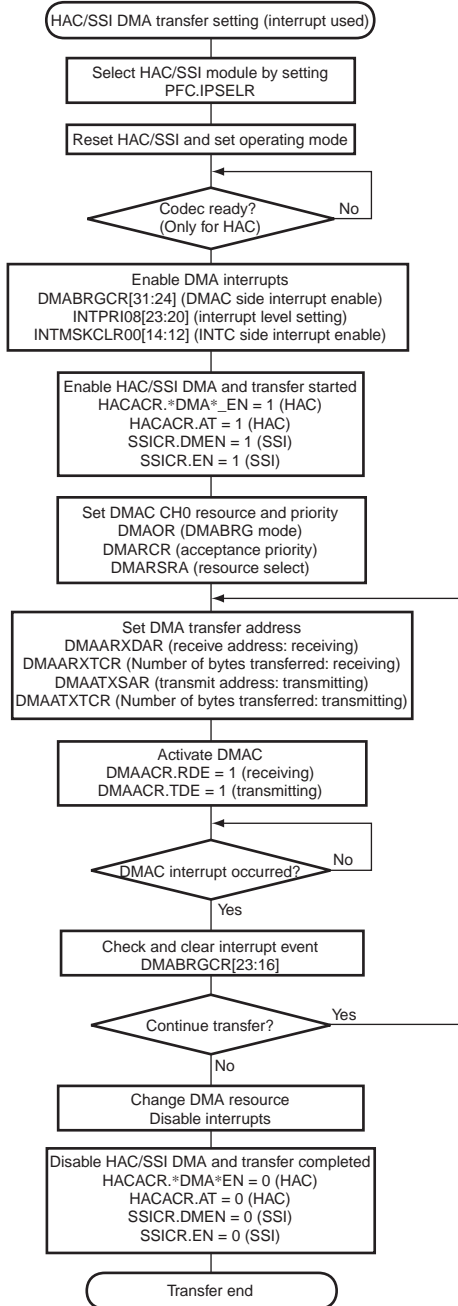 HAC/SSI DMA transfer setting (interrupt used)
Select HAC/SSI module by setting
PFC.IPSELR
Reset HAC/SSI and set operating mode
Codec ready?
(Only for HAC)
No
Enable DMA interrupts
DMABRGCR[31:24] (DMAC side interrupt enable)
INTPRI08[23:20] (interrupt level setting)
INTMSKCLR00[14:12] (INTC side interrupt enable)
Enable HAC/SSI DMA and transfer started
HACACR.*DMA*_EN = 1 (HAC)
HACACR.AT = 1 (HAC)
SSICR.DMEN = 1 (SSI)
SSICR.EN = 1 (SSI)
Set DMAC CH0 resource and priority
DMAOR (DMABRG mode)
DMARCR (acceptance priority)
DMARSRA (resource select)
Set DMA transfer address
DMAARXDAR (receive address: receiving)
DMAARXTCR (Number of bytes transferred: receiving)
DMAATXSAR (transmit address: transmitting)
DMAATXTCR (Number of bytes transferred: transmitting)
Activate DMAC
DMAACR.RDE = 1 (receiving)
DMAACR.TDE = 1 (transmitting)
DMAC interrupt occurred?
No
Yes
Check and clear interrupt event
DMABRGCR[23:16]
Continue transfer?
Yes
No
Change DMA resource
Disable interrupts
Disable HAC/SSI DMA and transfer completed
HACACR.*DMA*EN = 0 (HAC)
HACACR.AT = 0 (HAC)
SSICR.DMEN = 0 (SSI)
SSICR.EN = 0 (SSI)
Transfer end